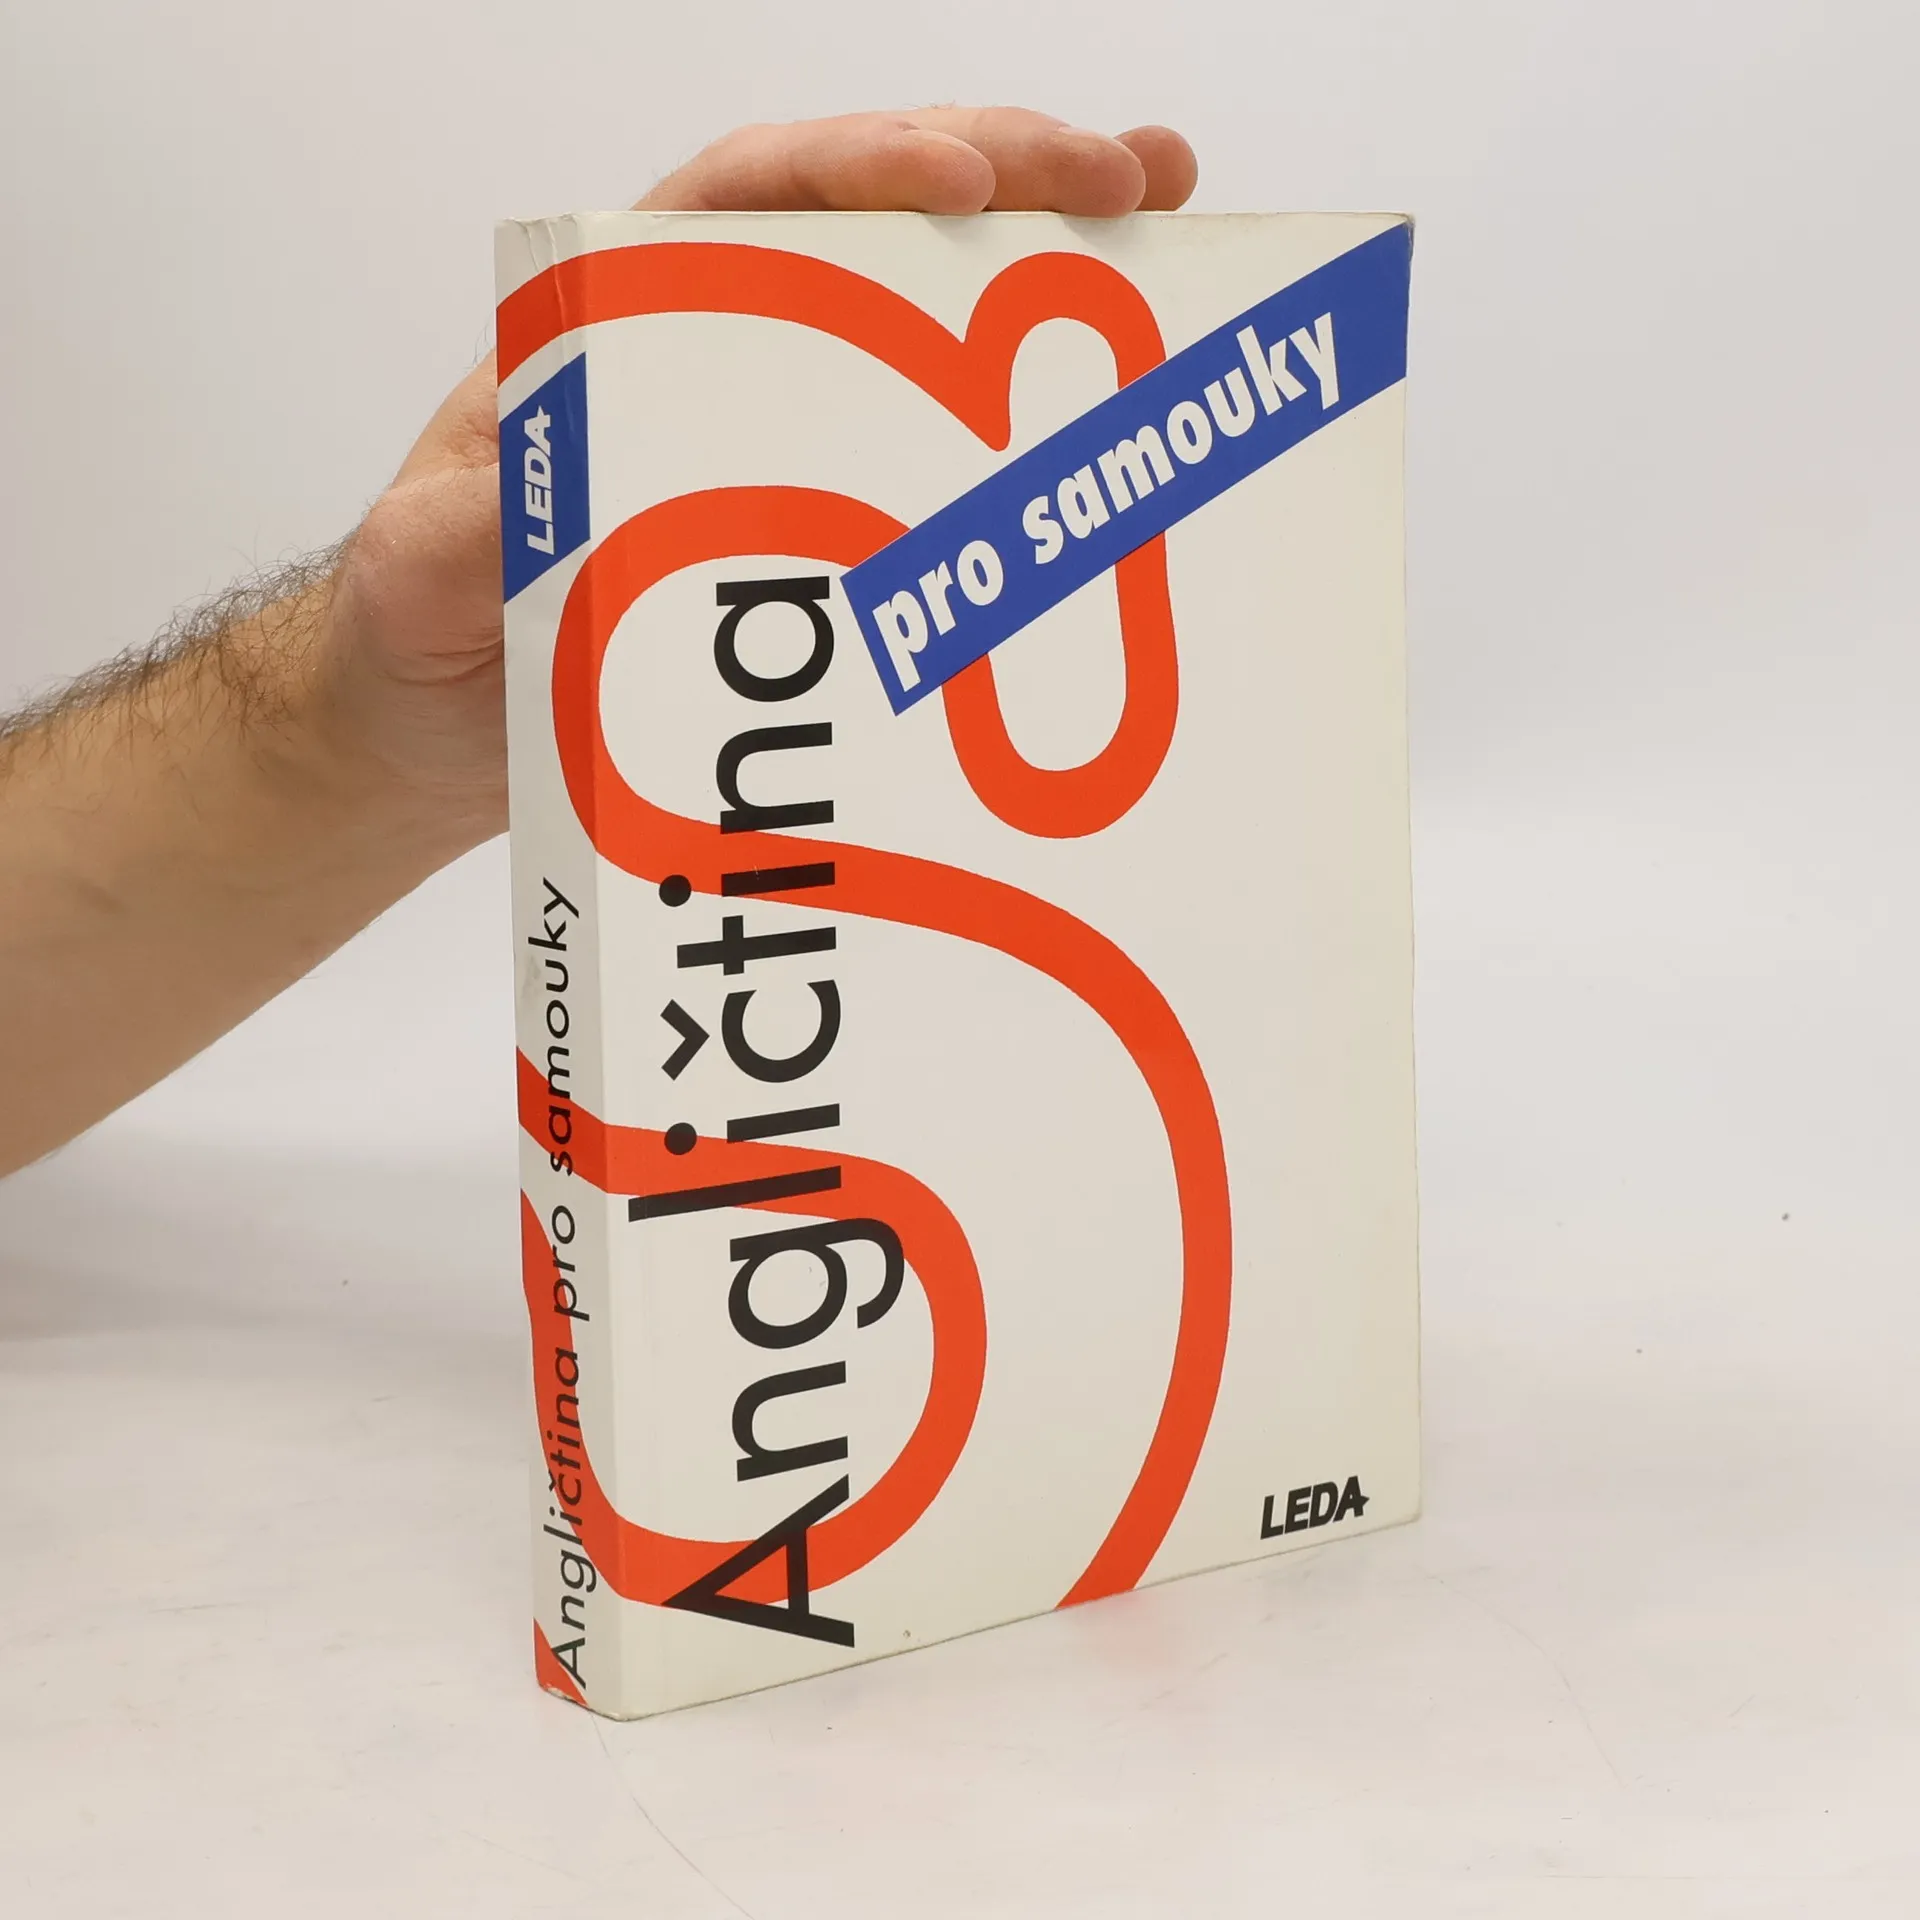 LEDA
Angličtina pro samouky
Angličtina
pro samouky
LEDA